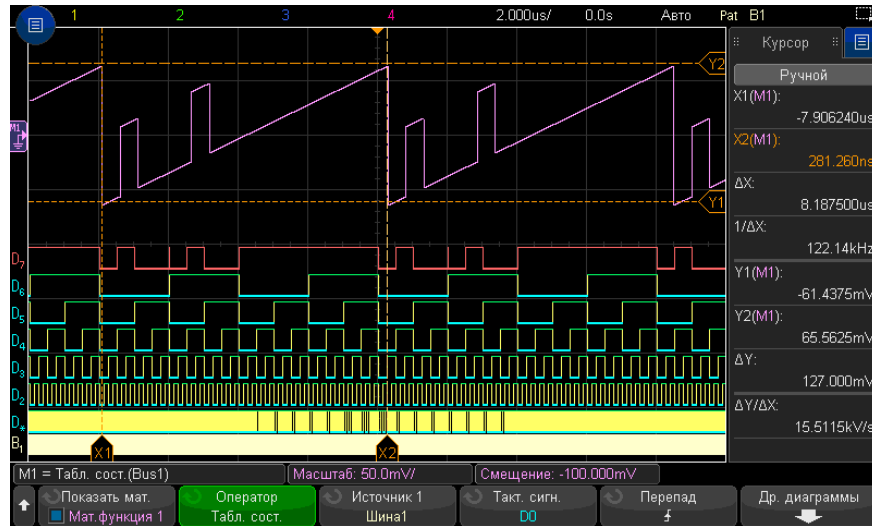 1 2 3 4 2.000us/ 0.0s Авто Pat B1
Курсор
Ручной
X1(M1):
-7.906240us
X2(M1):
281.260ns
ΔX:
8.187500us
1/ΔX:
122.14kHz
Y1(M1):
-61.4375mV
Y2(M1):
65.5625mV
ΔY:
127.000mV
ΔY/ΔX:
15.5115kV/s
Y2
M1
Y1
D7
D6
D5
D4
D3
D2
D*
B1
X1 X2
M1 = Табл. сост.(Bus1) Масштаб: 50.0mV/ Смещение: -100.000mV
Показать мат. Оператор Источник 1 Такт. сигн. Перепад Др. диаграммы
Мат.функция 1 Табл. сост. Шина1 D0